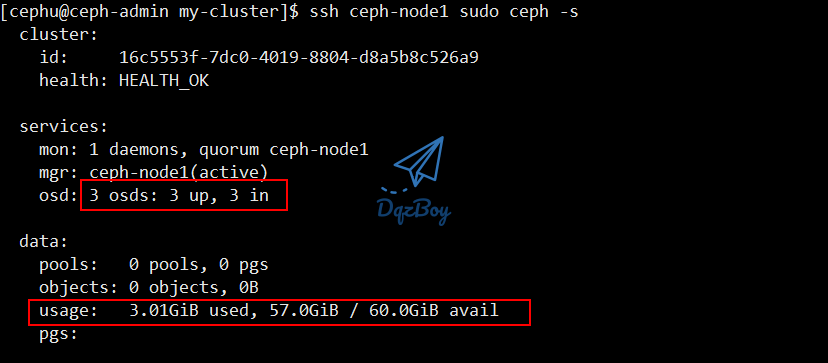 [cephu@ceph-admin my-cluster]$ ssh ceph-node1 sudo ceph -s
cluster:
id:     16c5553f-7dc0-4019-8804-d8a5b8c526a9
health: HEALTH_OK
services:
mon: 1 daemons, quorum ceph-node1
mgr: ceph-node1(active)
osd: 3 osds: 3 up, 3 in
DqzBoy
data:
pools:   0 pools, 0 pgs
objects: 0 objects, 0B
usage:   3.01GiB used, 57.0GiB / 60.0GiB avail
pgs: